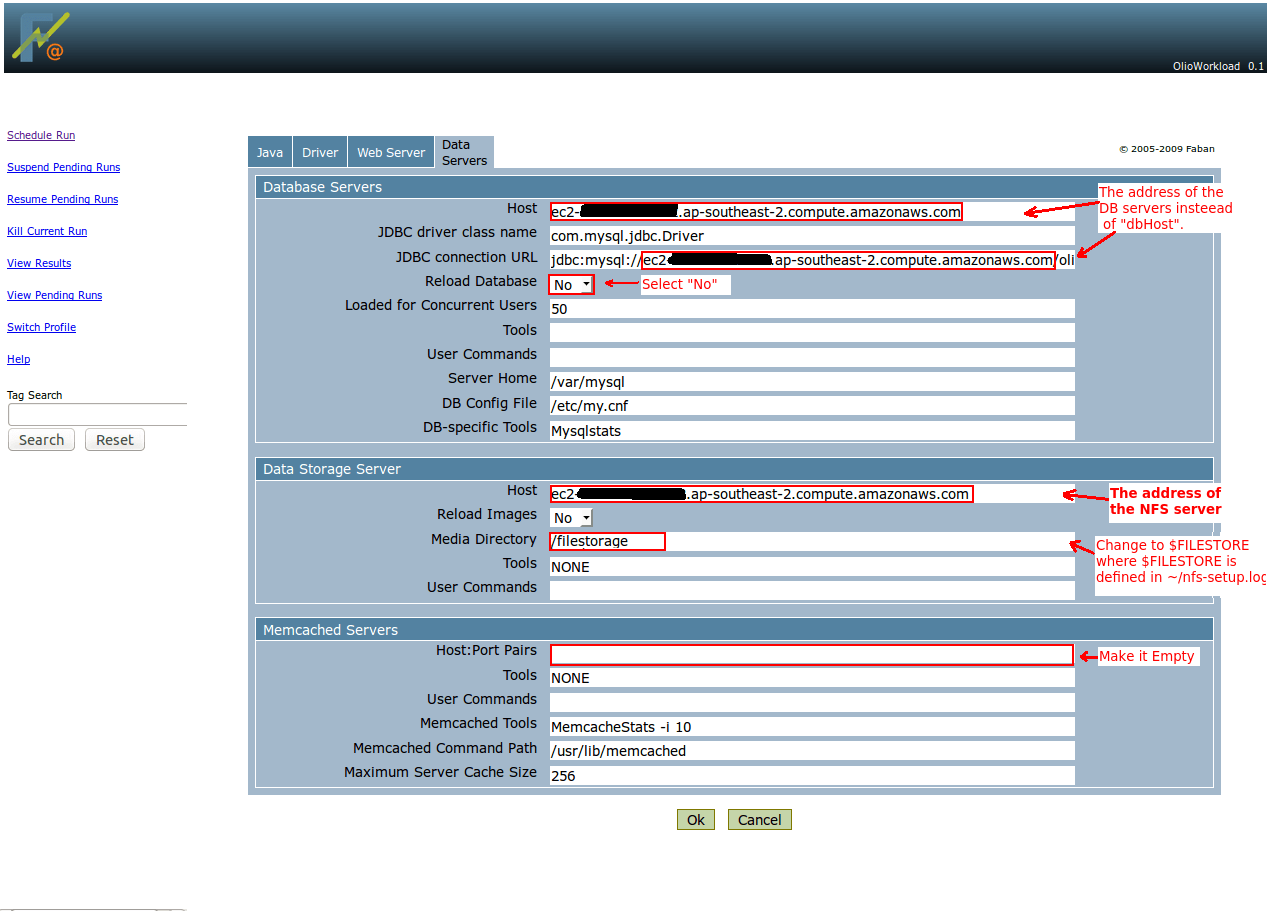 @
OlioWorkload 0.1
Schedule Run
Suspend Pending Runs
Resume Pending Runs
Kill Current Run
View Results
View Pending Runs
Switch Profile
Help
Tag Search
Search Reset
Java Driver Web Server Data
Servers
© 2005-2009 Faban
Database Servers
Host ec2- .ap-southeast-2.compute.amazonaws.com
The address of the
DB servers insteead
of "dbHost".
JDBC driver class name com.mysql.jdbc.Driver
JDBC connection URL jdbc:mysql://ec2- .ap-southeast-2.compute.amazonaws.com/oli
Reload Database No Select "No"
Loaded for Concurrent Users 50
Tools
User Commands
Server Home /var/mysql
DB Config File /etc/my.cnf
DB-specific Tools Mysqlstats
Data Storage Server
Host ec2- .ap-southeast-2.compute.amazonaws.com
The address of
the NFS server
Reload Images No
Media Directory /filestorage
Change to $FILESTORE
where $FILESTORE is
defined in ~/nfs-setup.log
Tools NONE
User Commands
Memcached Servers
Host:Port Pairs Make it Empty
Tools NONE
User Commands
Memcached Tools MemcacheStats -i 10
Memcached Command Path /usr/lib/memcached
Maximum Server Cache Size 256
Ok Cancel